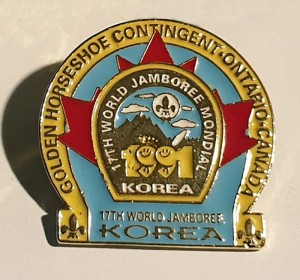 GOLDEN HORSESHOE CONTINGENT·ONTARIO·CANADA
17TH WORLD JAMBOREE MONDIAL
1991
KOREA
17TH WORLD JAMBOREE
KOREA